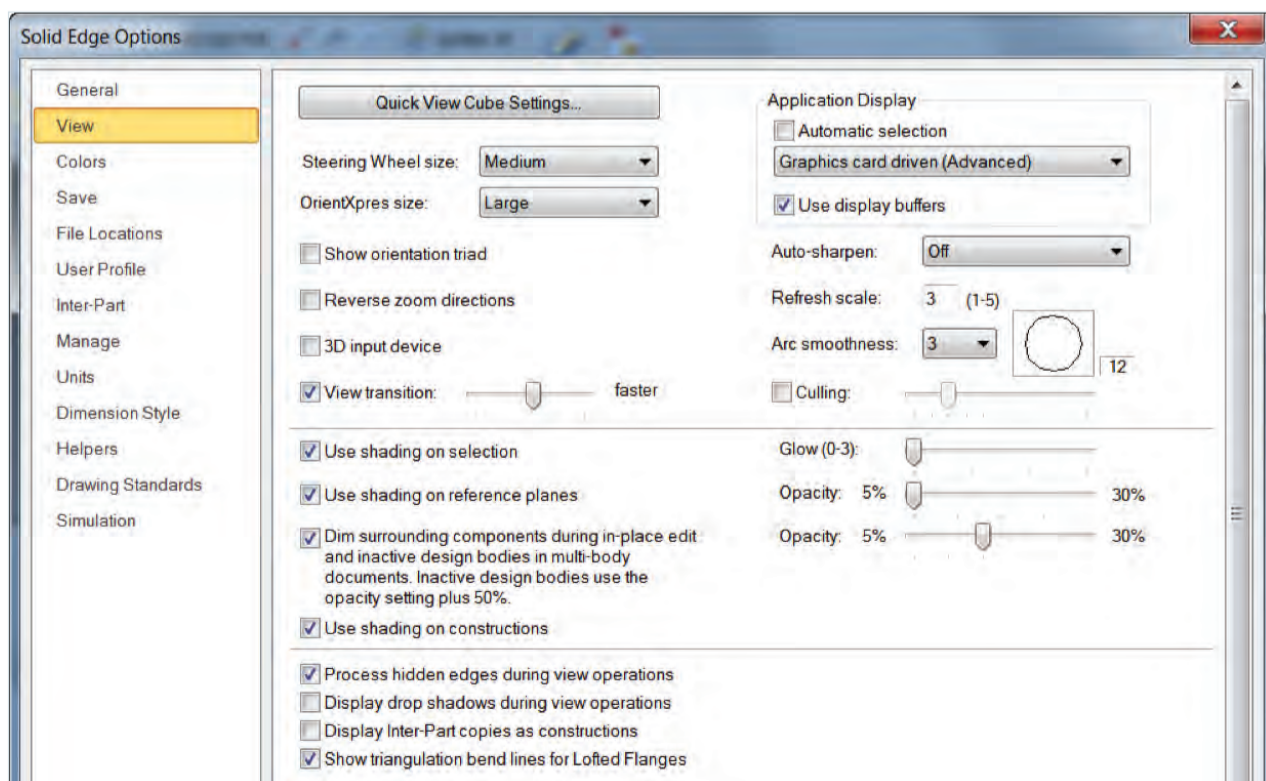 Solid Edge Options
X
General
View
Colors
Save
File Locations
User Profile
Inter-Part
Manage
Units
Dimension Style
Helpers
Drawing Standards
Simulation
Quick View Cube Settings...
Steering Wheel size: Medium
OrientXpres size: Large
Show orientation triad
Reverse zoom directions
3D input device
View transition: faster
Application Display
Automatic selection
Graphics card driven (Advanced)
Use display buffers
Auto-sharpen: Off
Refresh scale: 3 (1-5)
Arc smoothness: 3 12
Culling:
Use shading on selection
Glow (0-3):
Use shading on reference planes
Opacity: 5% 30%
Dim surrounding components during in-place edit
and inactive design bodies in multi-body
documents. Inactive design bodies use the
opacity setting plus 50%.
Opacity: 5% 30%
Use shading on constructions
Process hidden edges during view operations
Display drop shadows during view operations
Display Inter-Part copies as constructions
Show triangulation bend lines for Lofted Flanges